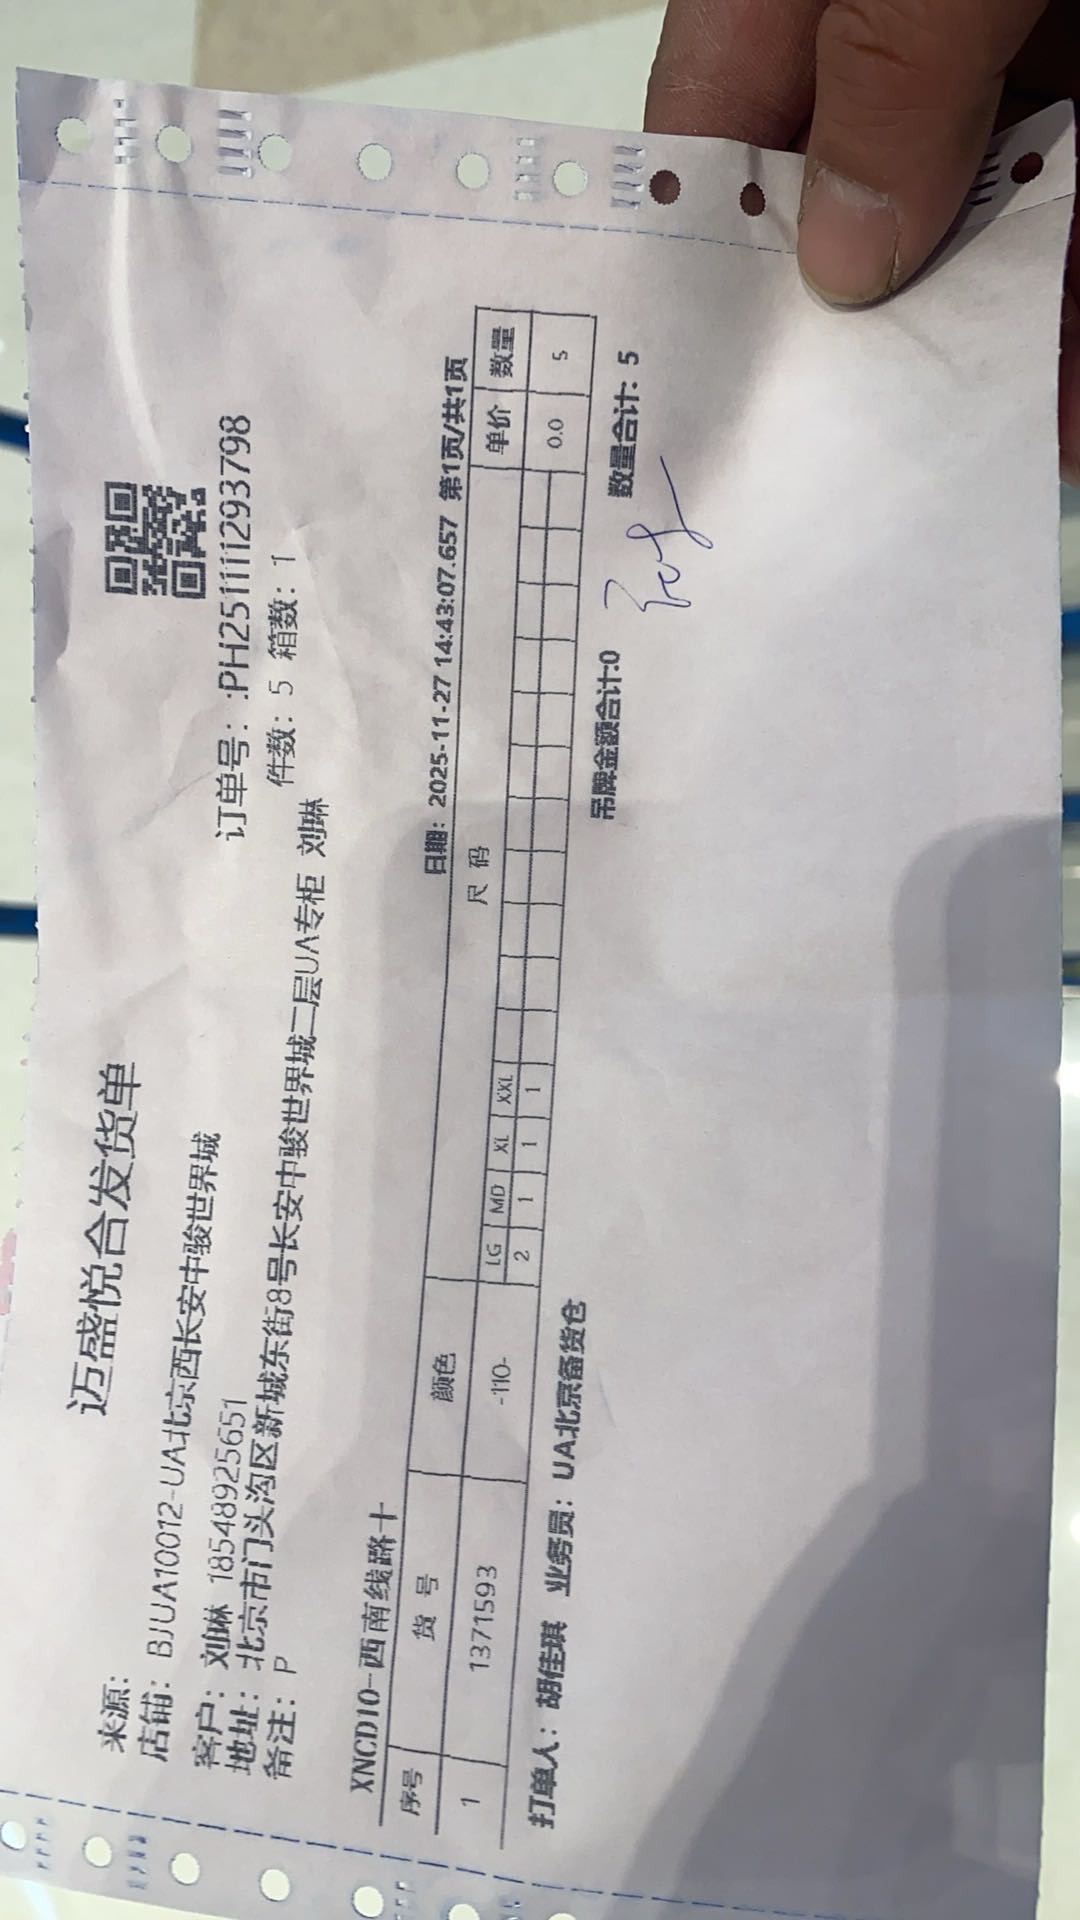 迈盛悦合发货单
来源:
店铺: BJUA10012-UA北京西长安中骏世界城
订单号: :PH251111293798
客户: 刘琳 18548925651
件数: 5 箱数: 1
地址: 北京市门头沟区新城东街8号长安中骏世界城二层UA专柜 刘琳
备注: P
XNCD10-西南线路十
日期: 2025-11-27 14:43:07.657 第1页/共1页
序号 货号 颜色 尺码 单价 数量
LG MD XL XXL
1 1371593 -110- 2 1 1 1 0.0 5
打单人: 胡佳琪 业务员: UA北京备货仓 吊牌金额合计:0 数量合计: 5